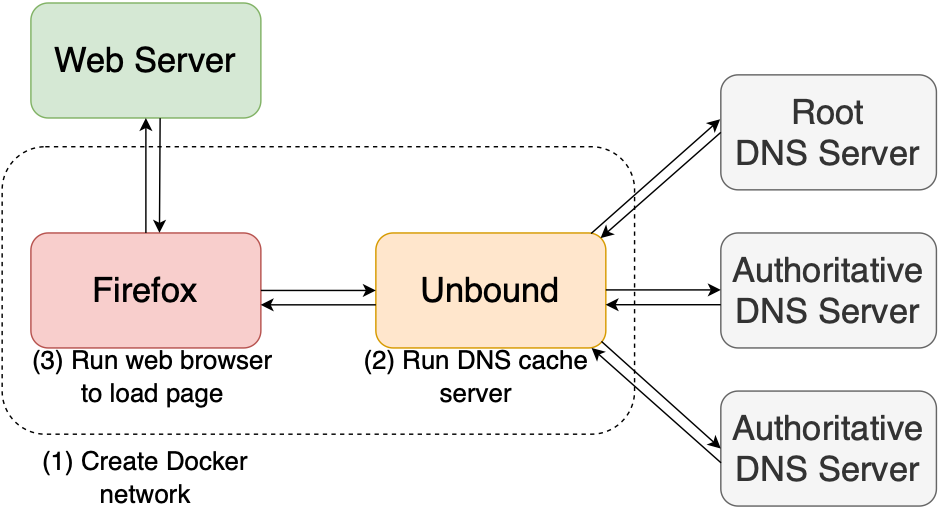 Web Server
Root
DNS Server
Firefox
Unbound
Authoritative
DNS Server
(3) Run web browser
to load page
(2) Run DNS cache
server
Authoritative
DNS Server
(1) Create Docker
network